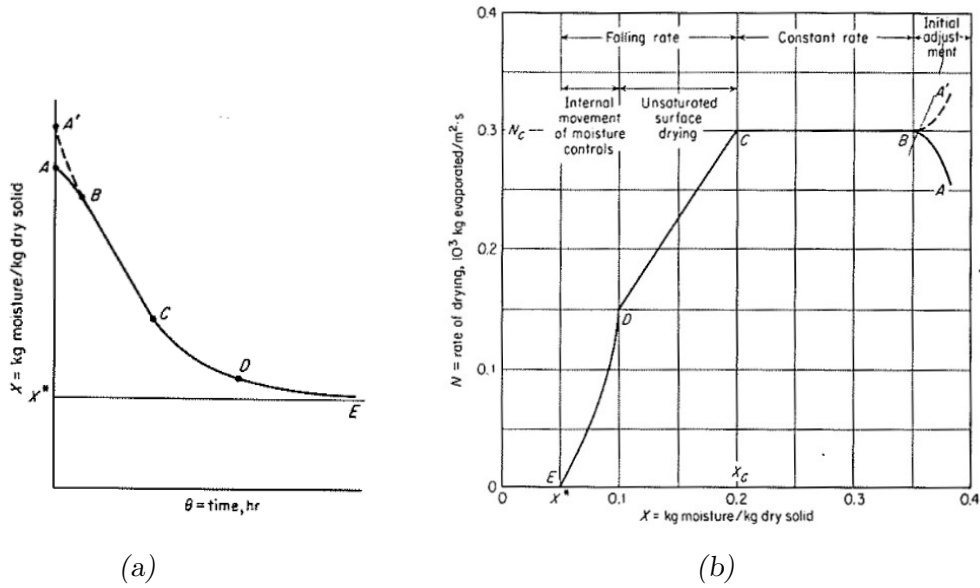 A'
A
B
C
D
E
X*
X = kg moisture/kg dry solid
θ = time, hr
(a)
0.4
Falling rate
Constant rate
Initial
adjust-
ment
Internal
movement
of moisture
controls
Unsaturated
surface
drying
A'
0.3
N_c
C
B
A
0.2
D
0.1
E
X_c
0
0
X*
0.1
0.2
0.3
0.4
N = rate of drying, 10³ kg evaporated/m²·s
X = kg moisture/kg dry solid
(b)